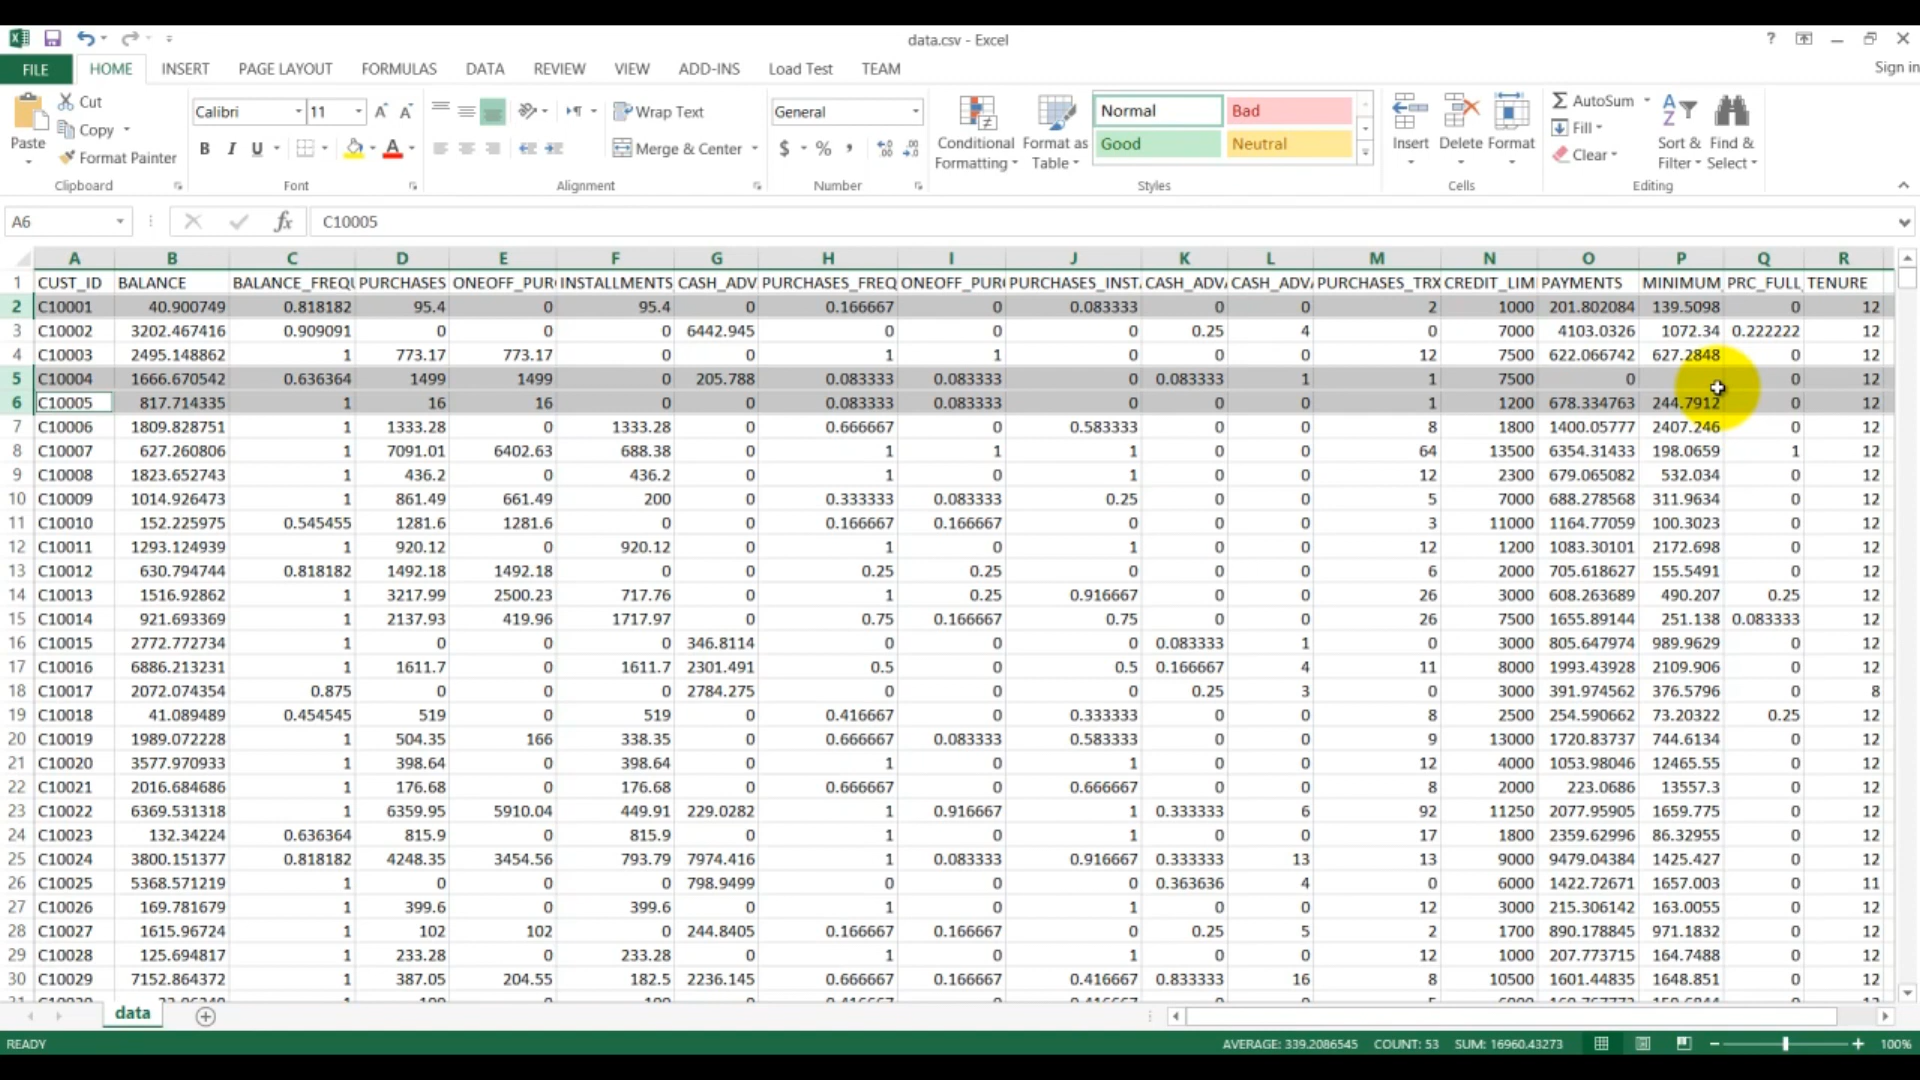 data.csv - Excel
Sign in
FILE HOME INSERT PAGE LAYOUT FORMULAS DATA REVIEW VIEW ADD-INS Load Test TEAM
Paste Cut Copy Format Painter Clipboard
Calibri 11 B I U A Font
Wrap Text Merge & Center Alignment
General $ % , Number
Conditional Formatting Format as Table Normal Bad Good Neutral Styles
Insert Delete Format Cells
AutoSum Fill Clear Sort & Filter Find & Select Editing
A6 fx C10005
A B C D E F G H I J K L M N O P Q R
1 CUST_ID BALANCE BALANCE_FREQU PURCHASES ONEOFF_PUR INSTALLMENTS CASH_ADV PURCHASES_FREQ ONEOFF_PUR PURCHASES_INST CASH_ADV CASH_ADV PURCHASES_TRX CREDIT_LIM PAYMENTS MINIMUM_ PRC_FULL_ TENURE
2 C10001 40.900749 0.818182 95.4 0 95.4 0 0.166667 0 0.083333 0 0 2 1000 201.802084 139.5098 0 12
3 C10002 3202.467416 0.909091 0 0 0 6442.945 0 0 0 0.25 4 0 7000 4103.0326 1072.34 0.222222 12
4 C10003 2495.148862 1 773.17 773.17 0 0 1 1 0 0 0 12 7500 622.066742 627.2848 0 12
5 C10004 1666.670542 0.636364 1499 1499 0 205.788 0.083333 0.083333 0 0.083333 1 1 7500 0 0 12
6 C10005 817.714335 1 16 16 0 0 0.083333 0.083333 0 0 0 1 1200 678.334763 244.7912 0 12
7 C10006 1809.828751 1 1333.28 0 1333.28 0 0.666667 0 0.583333 0 0 8 1800 1400.05777 2407.246 0 12
8 C10007 627.260806 1 7091.01 6402.63 688.38 0 1 1 1 0 0 64 13500 6354.31433 198.0659 1 12
9 C10008 1823.652743 1 436.2 0 436.2 0 1 0 1 0 0 12 2300 679.065082 532.034 0 12
10 C10009 1014.926473 1 861.49 661.49 200 0 0.333333 0.083333 0.25 0 0 5 7000 688.278568 311.9634 0 12
11 C10010 152.225975 0.545455 1281.6 1281.6 0 0 0.166667 0.166667 0 0 0 3 11000 1164.77059 100.3023 0 12
12 C10011 1293.124939 1 920.12 0 920.12 0 1 0 1 0 0 12 1200 1083.30101 2172.698 0 12
13 C10012 630.794744 0.818182 1492.18 1492.18 0 0 0.25 0.25 0 0 0 6 2000 705.618627 155.5491 0 12
14 C10013 1516.92862 1 3217.99 2500.23 717.76 0 1 0.25 0.916667 0 0 26 3000 608.263689 490.207 0.25 12
15 C10014 921.693369 1 2137.93 419.96 1717.97 0 0.75 0.166667 0.75 0 0 26 7500 1655.89144 251.138 0.083333 12
16 C10015 2772.772734 1 0 0 0 346.8114 0 0 0 0.083333 1 0 3000 805.647974 989.9629 0 12
17 C10016 6886.213231 1 1611.7 0 1611.7 2301.491 0.5 0 0.5 0.166667 4 11 8000 1993.43928 2109.906 0 12
18 C10017 2072.074354 0.875 0 0 0 2784.275 0 0 0 0.25 3 0 3000 391.974562 376.5796 0 8
19 C10018 41.089489 0.454545 519 0 519 0 0.416667 0 0.333333 0 0 8 2500 254.590662 73.20322 0.25 12
20 C10019 1989.072228 1 504.35 166 338.35 0 0.666667 0.083333 0.583333 0 0 9 13000 1720.83737 744.6134 0 12
21 C10020 3577.970933 1 398.64 0 398.64 0 1 0 1 0 0 12 4000 1053.98046 12465.55 0 12
22 C10021 2016.684686 1 176.68 0 176.68 0 0.666667 0 0.666667 0 0 8 2000 223.0686 13557.3 0 12
23 C10022 6369.531318 1 6359.95 5910.04 449.91 229.0282 1 0.916667 1 0.333333 6 92 11250 2077.95905 1659.775 0 12
24 C10023 132.34224 0.636364 815.9 0 815.9 0 1 0 1 0 0 17 1800 2359.62996 86.32955 0 12
25 C10024 3800.151377 0.818182 4248.35 3454.56 793.79 7974.416 1 0.083333 0.916667 0.333333 13 13 9000 9479.04384 1425.427 0 12
26 C10025 5368.571219 1 0 0 0 798.9499 0 0 0 0.363636 4 0 6000 1422.72671 1657.003 0 11
27 C10026 169.781679 1 399.6 0 399.6 0 1 0 1 0 0 12 3000 215.306142 163.0055 0 12
28 C10027 1615.96724 1 102 102 0 244.8405 0.166667 0.166667 0 0.25 5 2 1700 890.178845 971.1832 0 12
29 C10028 125.694817 1 233.28 0 233.28 0 1 0 1 0 0 12 1000 207.773715 164.7488 0 12
30 C10029 7152.864372 1 387.05 204.55 182.5 2236.145 0.666667 0.166667 0.416667 0.833333 16 8 10500 1601.44835 1648.851 0 12
data
READY AVERAGE: 339.2086545 COUNT: 53 SUM: 16960.43273 100%